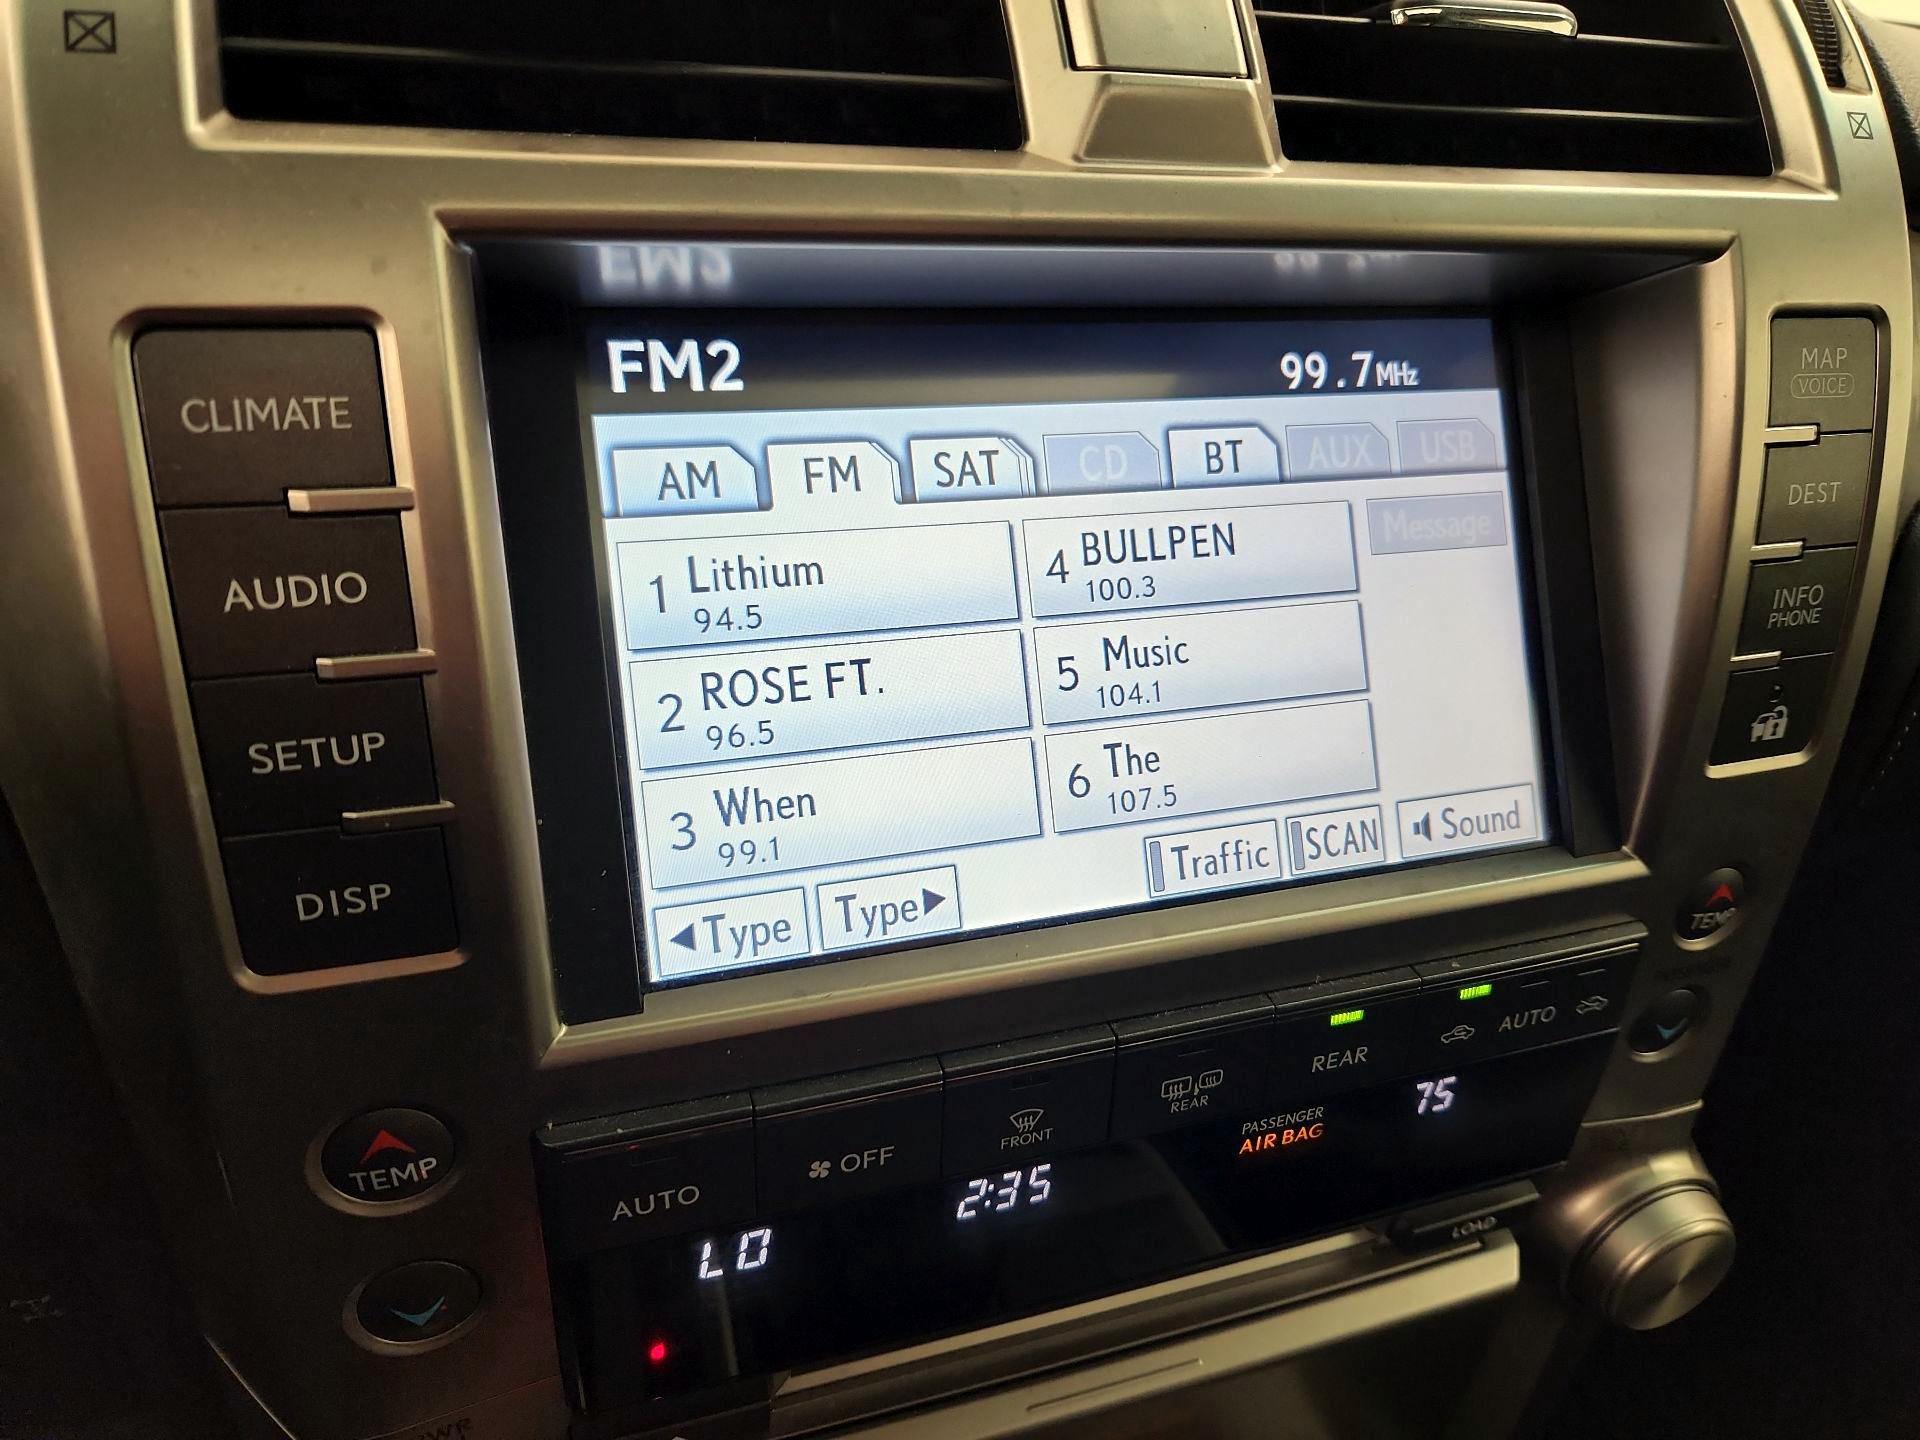 FM2
99.7MHz
AM
FM
SAT
CD
BT
AUX
USB
1 Lithium
94.5
2 ROSE FT.
96.5
3 When
99.1
4 BULLPEN
100.3
5 Music
104.1
6 The
107.5
Message
◀Type
Type▶
Traffic
SCAN
Sound
CLIMATE
AUDIO
SETUP
DISP
MAP
VOICE
DEST
INFO
PHONE
TEMP
TEMP
AUTO
OFF
FRONT
REAR
REAR
AUTO
PASSENGER
AIR BAG
LO
2:35
75
LOAD